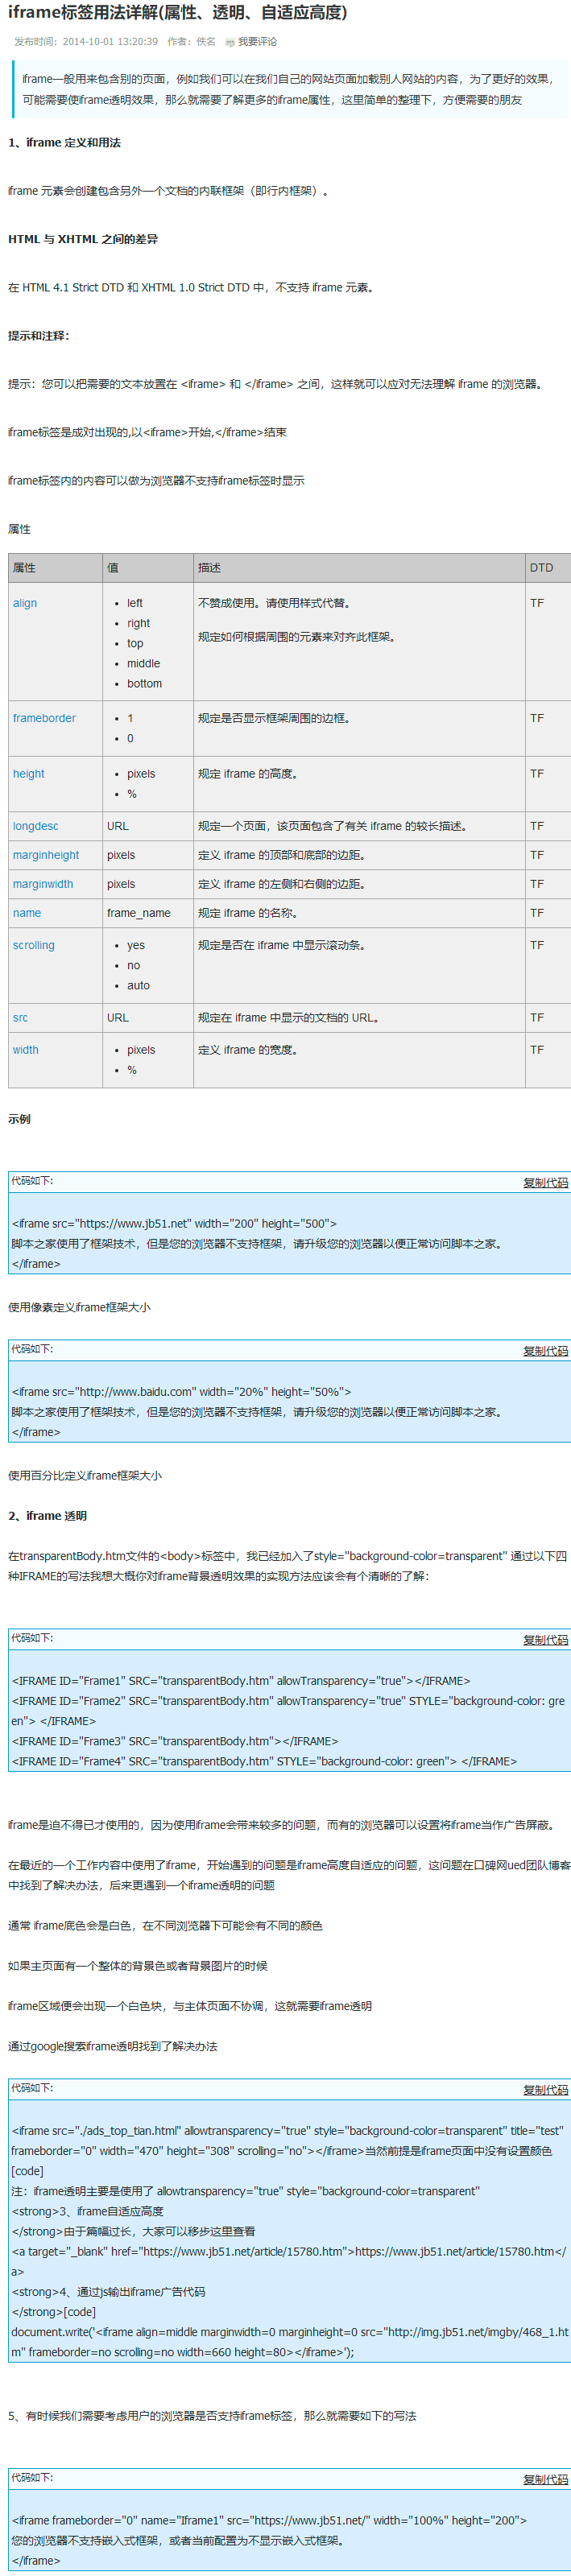 iframe标签用法详解(属性、透明、自适应高度)
发布时间：2014-10-01 13:20:39 作者：佚名 我要评论
iframe一般用来包含别的页面，例如我们可以在我们自己的网站页面加载别人网站的内容，为了更好的效果，
可能需要使iframe透明效果，那么就需要了解更多的iframe属性，这里简单的整理下，方便需要的朋友
1、iframe 定义和用法
iframe 元素会创建包含另外一个文档的内联框架（即行内框架）。
HTML 与 XHTML 之间的差异
在 HTML 4.1 Strict DTD 和 XHTML 1.0 Strict DTD 中，不支持 iframe 元素。
提示和注释：
提示：您可以把需要的文本放置在 <iframe> 和 </iframe> 之间，这样就可以应对无法理解 iframe 的浏览器。
iframe标签是成对出现的,以<iframe>开始,</iframe>结束
iframe标签内的内容可以做为浏览器不支持iframe标签时显示
属性
属性 值 描述 DTD
align • left 不赞成使用。请使用样式代替。 TF
• right
规定如何根据周围的元素来对齐此框架。
• top
• middle
• bottom
frameborder • 1 规定是否显示框架周围的边框。 TF
• 0
height • pixels 规定 iframe 的高度。 TF
• %
longdesc URL 规定一个页面，该页面包含了有关 iframe 的较长描述。 TF
marginheight pixels 定义 iframe 的顶部和底部的边距。 TF
marginwidth pixels 定义 iframe 的左侧和右侧的边距。 TF
name frame_name 规定 iframe 的名称。 TF
scrolling • yes 规定是否在 iframe 中显示滚动条。 TF
• no
• auto
src URL 规定在 iframe 中显示的文档的 URL。 TF
width • pixels 定义 iframe 的宽度。 TF
• %
示例
代码如下: 复制代码
<iframe src="https://www.jb51.net" width="200" height="500">
脚本之家使用了框架技术，但是您的浏览器不支持框架，请升级您的浏览器以便正常访问脚本之家。
</iframe>
使用像素定义iframe框架大小
代码如下: 复制代码
<iframe src="http://www.baidu.com" width="20%" height="50%">
脚本之家使用了框架技术，但是您的浏览器不支持框架，请升级您的浏览器以便正常访问脚本之家。
</iframe>
使用百分比定义iframe框架大小
2、iframe 透明
在transparentBody.htm文件的<body>标签中，我已经加入了style="background-color=transparent" 通过以下四
种IFRAME的写法我想大概你对iframe背景透明效果的实现方法应该会有个清晰的了解：
代码如下: 复制代码
<IFRAME ID="Frame1" SRC="transparentBody.htm" allowTransparency="true"></IFRAME>
<IFRAME ID="Frame2" SRC="transparentBody.htm" allowTransparency="true" STYLE="background-color: gre
en"> </IFRAME>
<IFRAME ID="Frame3" SRC="transparentBody.htm"></IFRAME>
<IFRAME ID="Frame4" SRC="transparentBody.htm" STYLE="background-color: green"> </IFRAME>
iframe是迫不得已才使用的，因为使用iframe会带来较多的问题，而有的浏览器可以设置将iframe当作广告屏蔽。
在最近的一个工作内容中使用了iframe，开始遇到的问题是iframe高度自适应的问题，这问题在口碑网ued团队博客
中找到了解决办法，后来更遇到一个iframe透明的问题
通常 iframe底色会是白色，在不同浏览器下可能会有不同的颜色
如果主页面有一个整体的背景色或者背景图片的时候
iframe区域便会出现一个白色块，与主体页面不协调，这就需要iframe透明
通过google搜索iframe透明找到了解决办法
代码如下: 复制代码
<iframe src="./ads_top_tian.html" allowtransparency="true" style="background-color=transparent" title="test"
frameborder="0" width="470" height="308" scrolling="no"></iframe>当然前提是iframe页面中没有设置颜色
[code]
注：iframe透明主要是使用了 allowtransparency="true" style="background-color=transparent"
<strong>3、iframe自适应高度
</strong>由于篇幅过长，大家可以移步这里查看
<a target="_blank" href="https://www.jb51.net/article/15780.htm">https://www.jb51.net/article/15780.htm</
a>
<strong>4、通过js输出iframe广告代码
</strong>[code]
document.write('<iframe align=middle marginwidth=0 marginheight=0 src="http://img.jb51.net/imgby/468_1.ht
m" frameborder=no scrolling=no width=660 height=80></iframe>');
5、有时候我们需要考虑用户的浏览器是否支持iframe标签，那么就需要如下的写法
代码如下: 复制代码
<iframe frameborder="0" name="Iframe1" src="https://www.jb51.net/" width="100%" height="200">
您的浏览器不支持嵌入式框架，或者当前配置为不显示嵌入式框架。
</iframe>